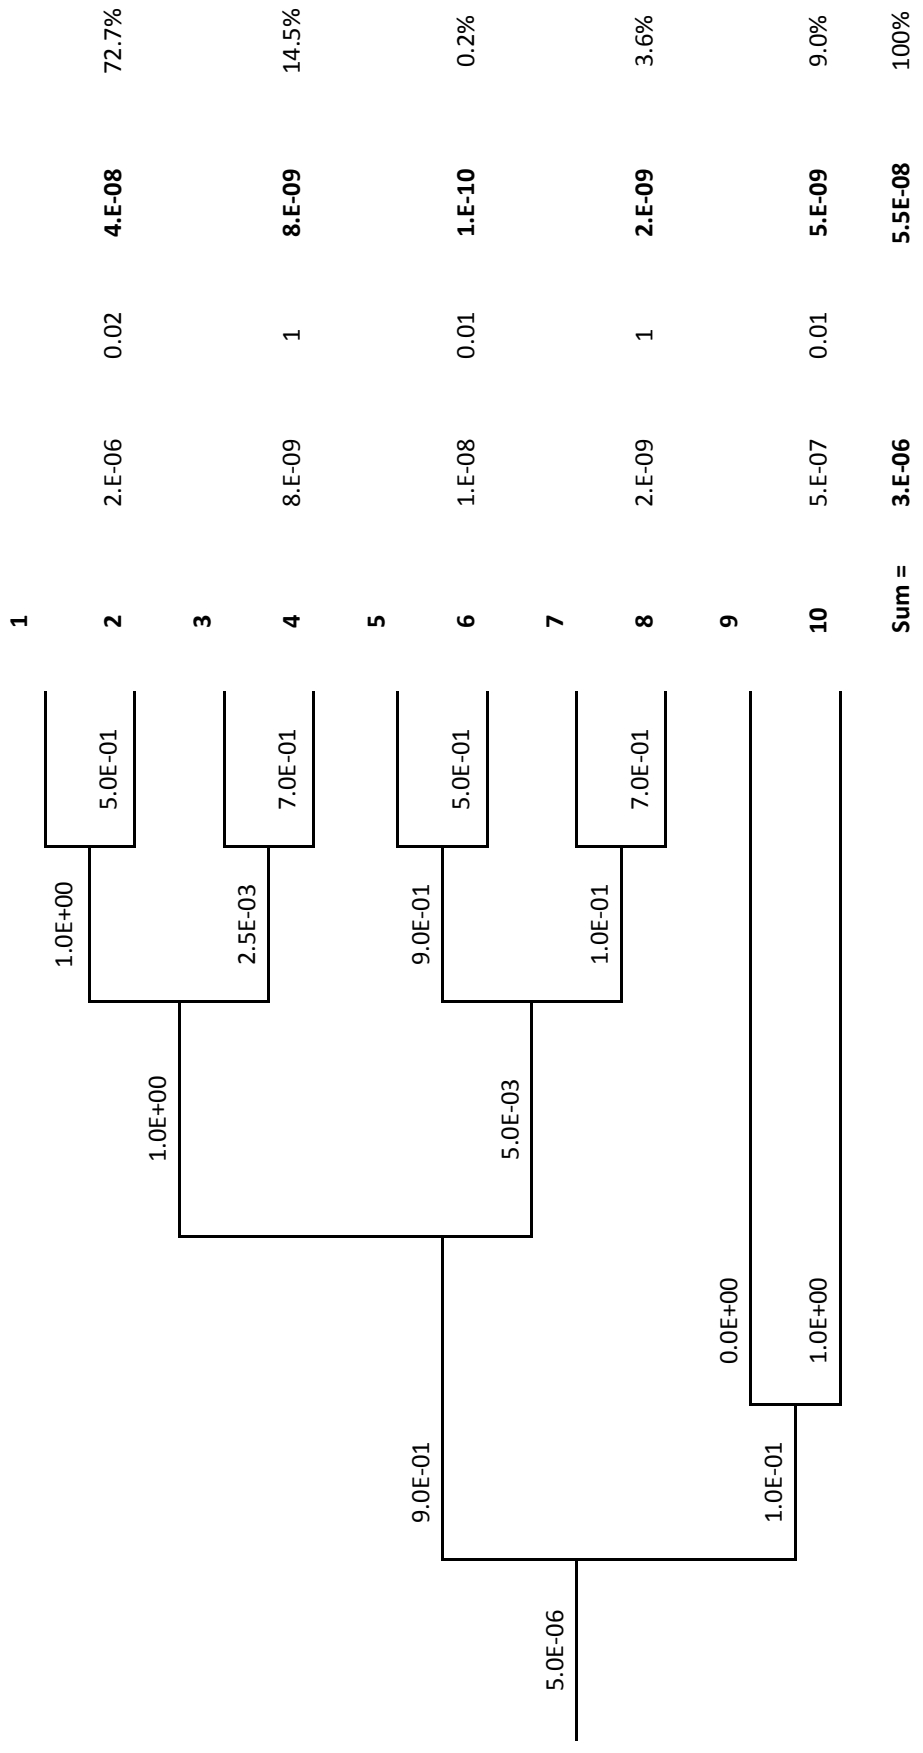 1
1.0E+00
5.0E-01
2 2.E-06 0.02 4.E-08 72.7%
1.0E+00
3
2.5E-03
7.0E-01
4 8.E-09 1 8.E-09 14.5%
5.0E-06
9.0E-01
5
9.0E-01
5.0E-01
6 1.E-08 0.01 1.E-10 0.2%
5.0E-03
7
1.0E-01
7.0E-01
8 2.E-09 1 2.E-09 3.6%
0.0E+00
9
1.0E-01
1.0E+00
10 5.E-07 0.01 5.E-09 9.0%
Sum = 3.E-06 5.5E-08 100%